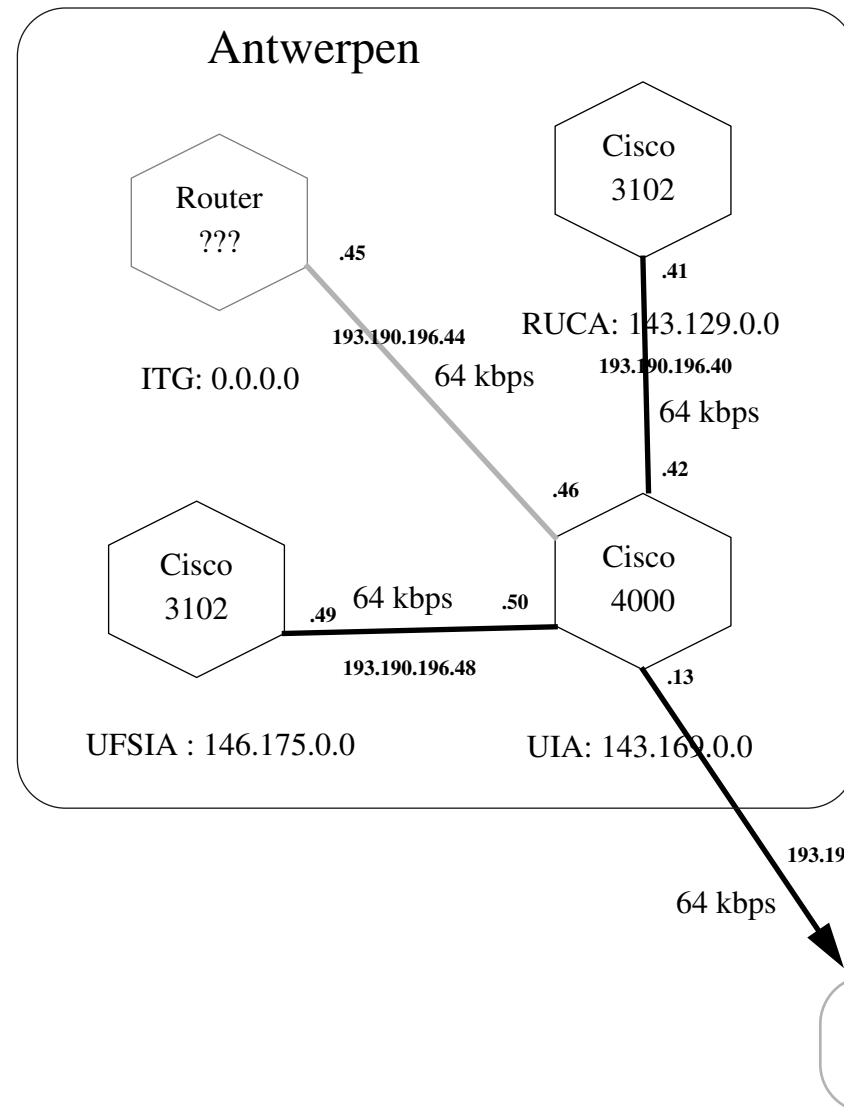 Antwerpen
Cisco
3102
Router
???
.45
.41
193.190.196.44
RUCA: 143.129.0.0
193.190.196.40
ITG: 0.0.0.0
64 kbps
64 kbps
.42
.46
Cisco
3102
Cisco
4000
64 kbps
.49
.50
193.190.196.48
.13
UFSIA : 146.175.0.0
UIA: 143.169.0.0
193.19
64 kbps